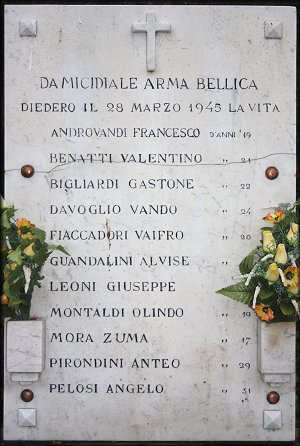 DA MICIDIALE ARMA BELLICA
DIEDERO IL 28 MARZO 1945 LA VITA
ANDROVANDI FRANCESCO D'ANNI 19
BENATTI VALENTINO " 21
BIGLIARDI GASTONE " 22
DAVOGLIO VANDO " 24
FIACCADORI VAIFRO " 20
GUANDALINI ALVISE "
LEONI GIUSEPPE
MONTALDI OLINDO " 19
MORA ZUMA " 17
PIRONDINI ANTEO " 29
PELOSI ANGELO " 31